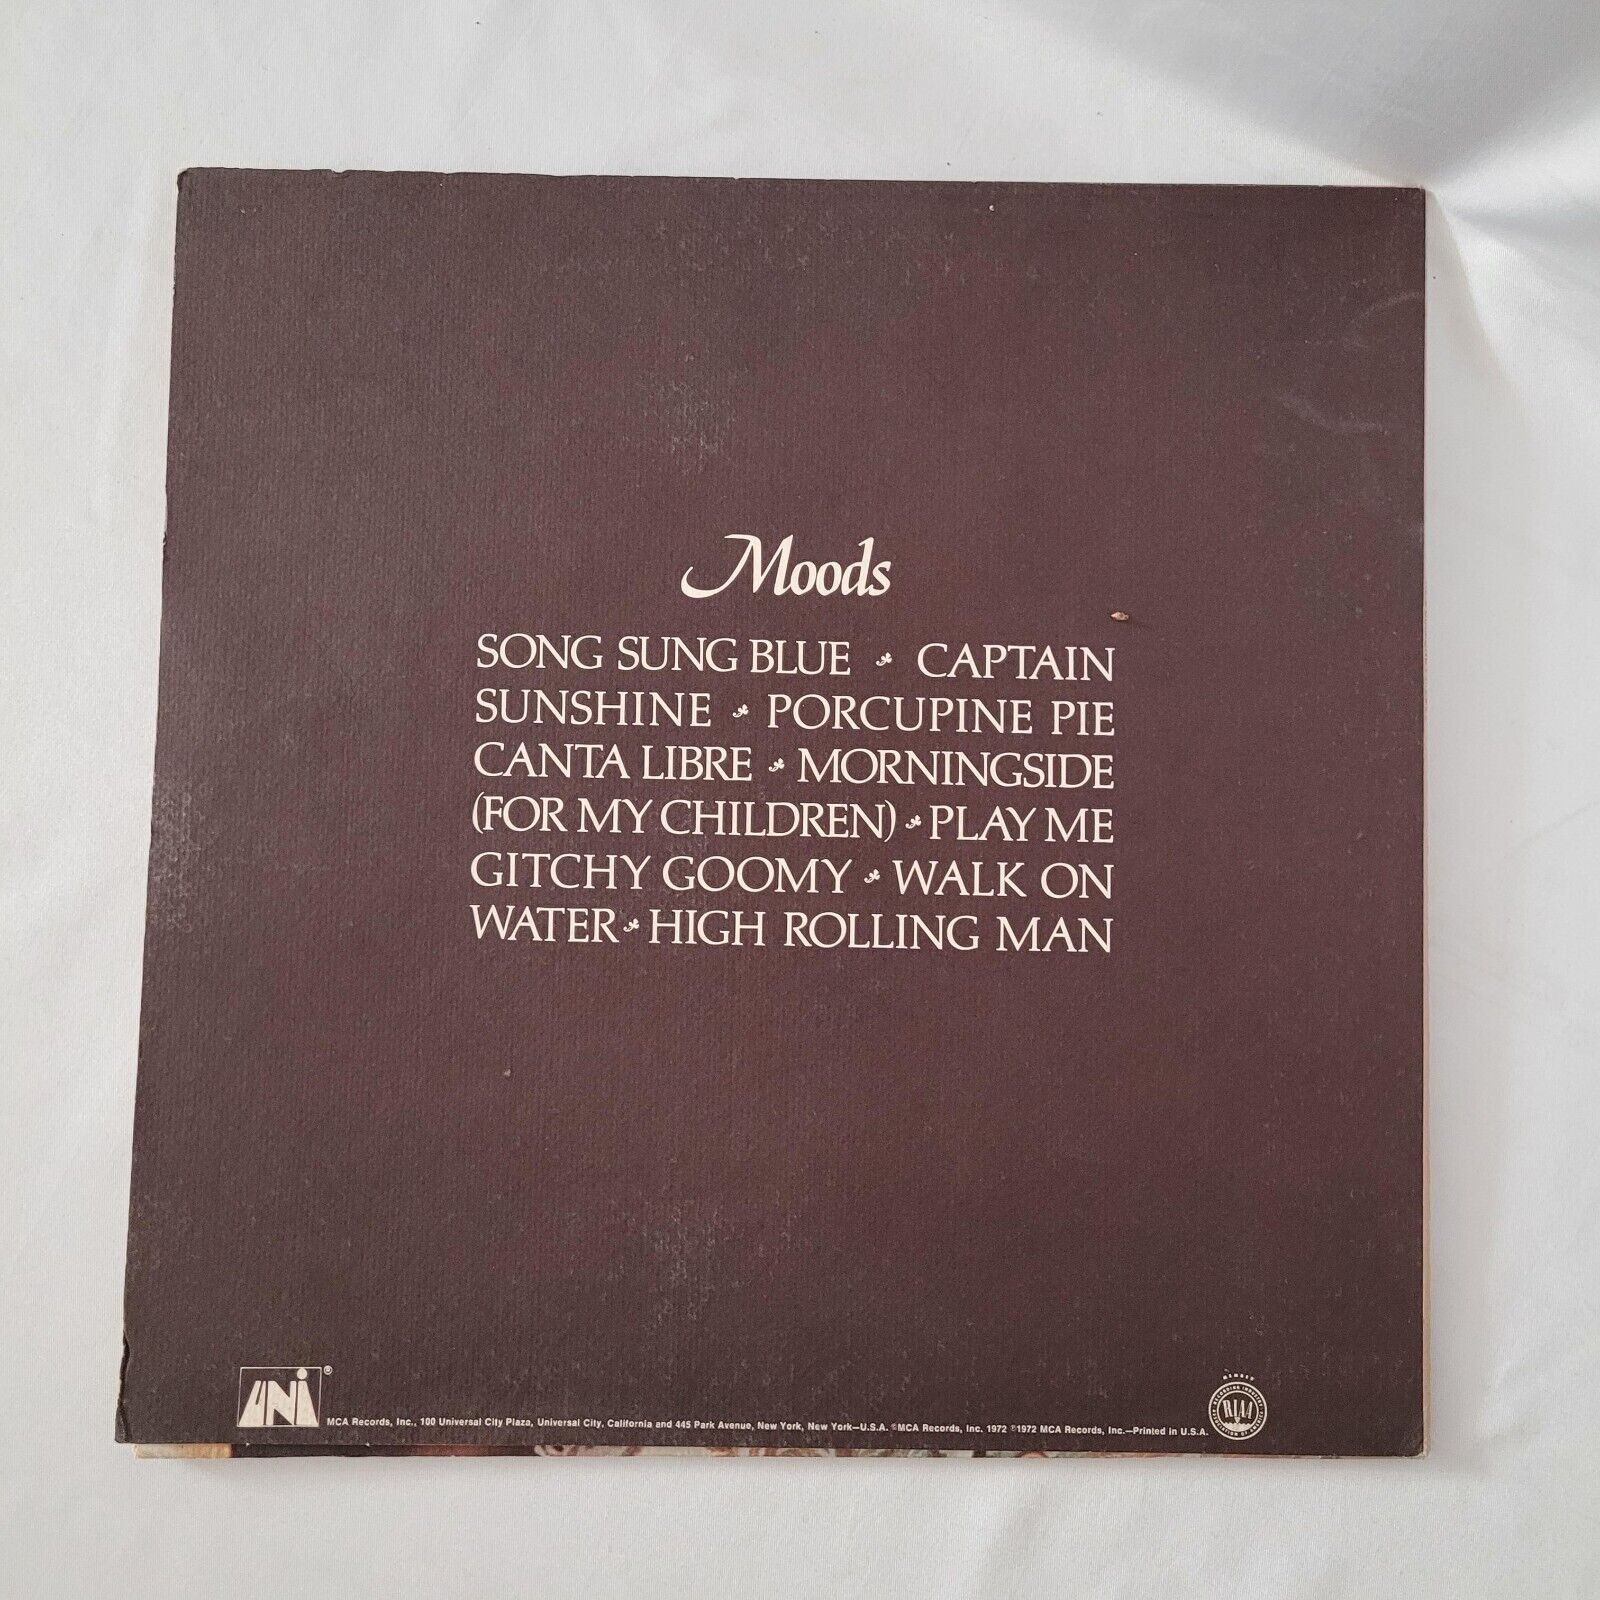 Moods
SONG SUNG BLUE CAPTAIN
SUNSHINE PORCUPINE PIE
CANTA LIBRE MORNINGSIDE
(FOR MY CHILDREN) PLAY ME
GITCHY GOOMY WALK ON
WATER HIGH ROLLING MAN
UNI ®
MCA Records, Inc., 100 Universal City Plaza, Universal City, California and 445 Park Avenue, New York, New York—U.S.A. ©MCA Records, Inc. 1972 ℗1972 MCA Records, Inc.—Printed in U.S.A.
MEMBER
RIAA